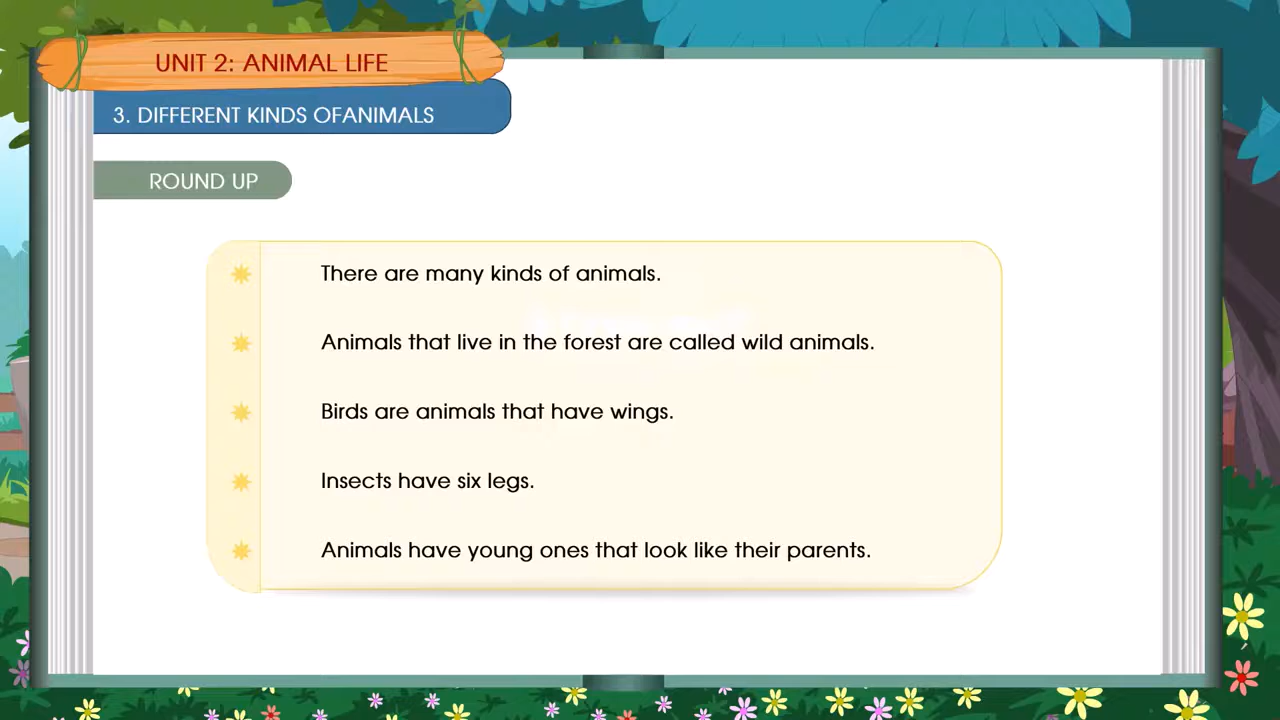 UNIT 2: ANIMAL LIFE
3. DIFFERENT KINDS OFANIMALS
ROUND UP
There are many kinds of animals.
Animals that live in the forest are called wild animals.
Birds are animals that have wings.
Insects have six legs.
Animals have young ones that look like their parents.